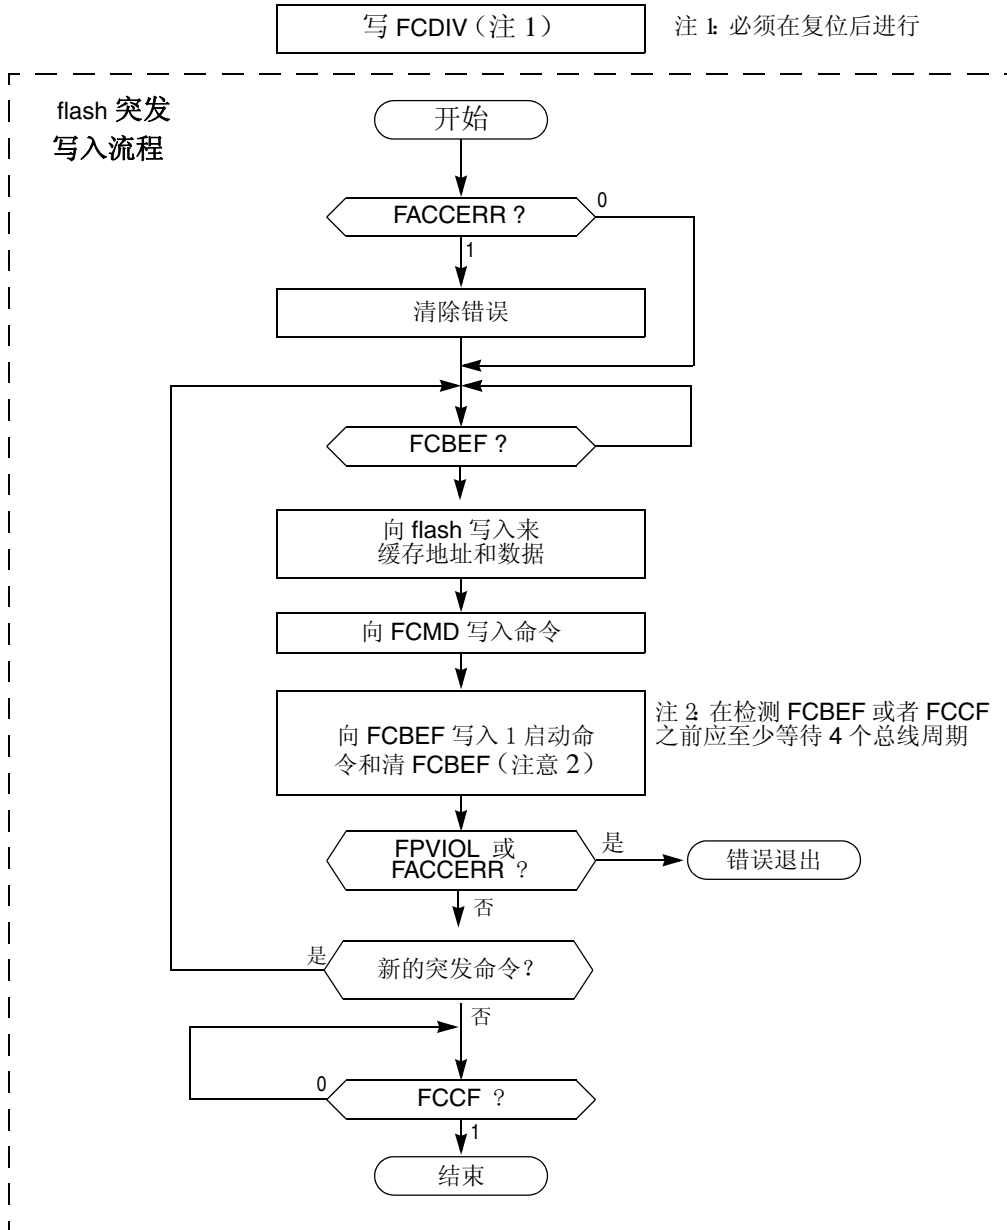 写 FCDIV（注 1）
注 1: 必须在复位后进行
flash 突发
写入流程
开始
FACCERR ?
0
1
清除错误
FCBEF ?
向 flash 写入来
缓存地址和数据
向 FCMD 写入命令
向 FCBEF 写入 1 启动命
令和清 FCBEF（注意 2）
注 2: 在检测 FCBEF 或者 FCCF
之前应至少等待 4 个总线周期
FPVIOL 或
FACCERR ?
是
错误退出
否
新的突发命令?
是
否
0
FCCF ?
1
结束